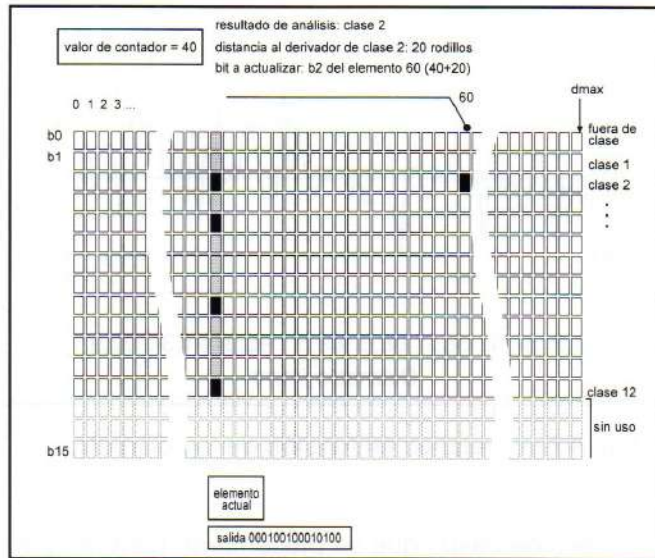 resultado de análisis: clase 2
valor de contador = 40
distancia al derivador de clase 2: 20 rodillos
bit a actualizar: b2 del elemento 60 (40+20)
0 1 2 3 ...
60
dmax
b0
fuera de
clase
b1
clase 1
clase 2
clase 12
sin uso
b15
elemento
actual
salida 000100100010100